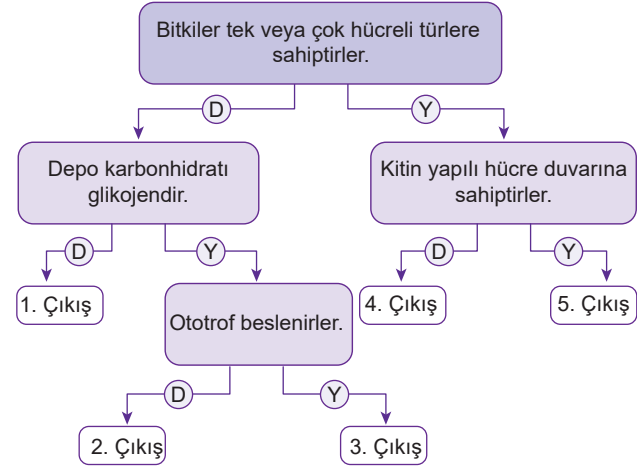 Bitkiler tek veya çok hücreli türlere
sahiptirler.
D
Y
Depo karbonhidratı
glikojendir.
Kitin yapılı hücre duvarına
sahiptirler.
D
Y
D
Y
1. Çıkış
Ototrof beslenirler.
4. Çıkış
5. Çıkış
D
Y
2. Çıkış
3. Çıkış